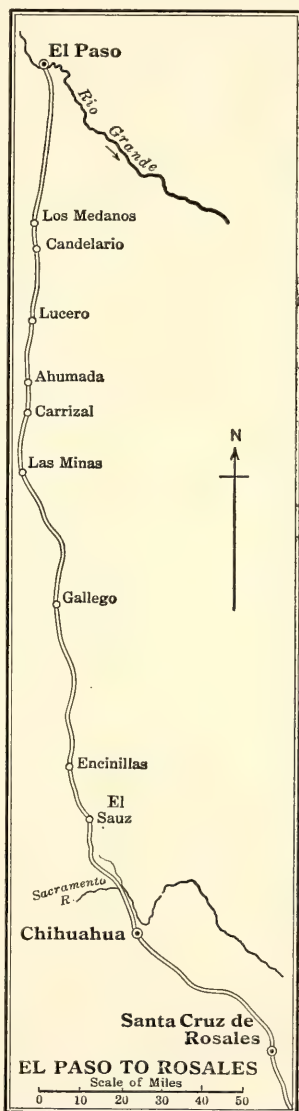 El Paso
Rio Grande
Los Medanos
Candelario
Lucero
Ahumada
Carrizal
N
Las Minas
Gallego
Encinillas
El
Sauz
Sacramento
R.
Chihuahua
Santa Cruz de
Rosales
EL PASO TO ROSALES
Scale of Miles
0 10 20 30 40 50